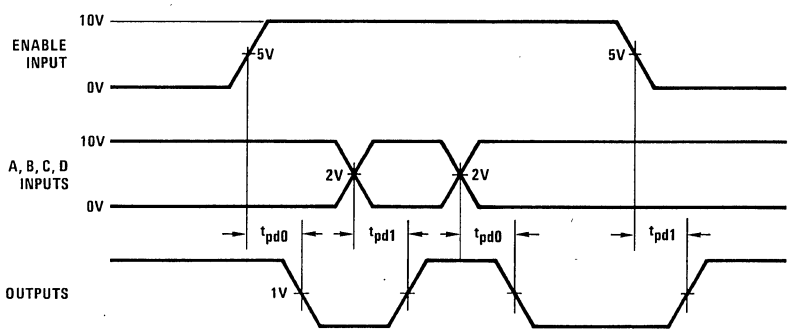 10V
ENABLE
INPUT
5V
5V
0V
10V
A, B, C, D
INPUTS
2V
2V
0V
tpd0
tpd1
tpd0
tpd1
OUTPUTS
1V